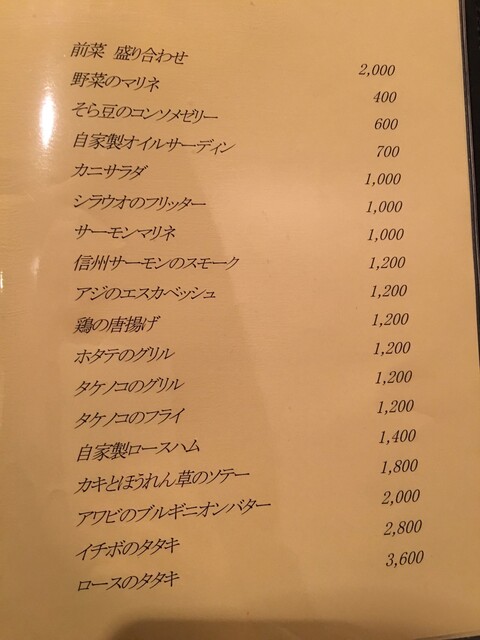 前菜 盛り合わせ 2,000
野菜のマリネ 400
そら豆のコンソメゼリー 600
自家製オイルサーディン 700
カニサラダ 1,000
シラウオのフリッター 1,000
サーモンマリネ 1,000
信州サーモンのスモーク 1,200
アジのエスカベッシュ 1,200
鶏の唐揚げ 1,200
ホタテのグリル 1,200
タケノコのグリル 1,200
タケノコのフライ 1,200
自家製ロースハム 1,400
カキとほうれん草のソテー 1,800
アワビのブルギニオンバター 2,000
イチボのタタキ 2,800
ロースのタタキ 3,600